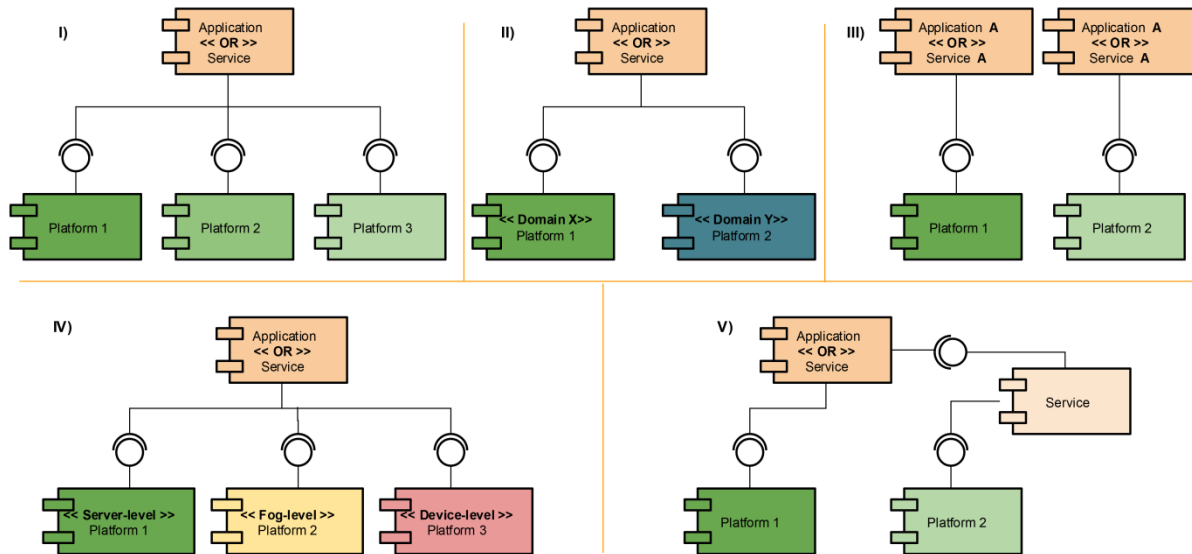 I)
Application
<< OR >>
Service
Platform 1
Platform 2
Platform 3
II)
Application
<< OR >>
Service
<< Domain X>>
Platform 1
<< Domain Y>>
Platform 2
III)
Application A
<< OR >>
Service A
Application A
<< OR >>
Service A
Platform 1
Platform 2
IV)
Application
<< OR >>
Service
<< Server-level >>
Platform 1
<< Fog-level >>
Platform 2
<< Device-level >>
Platform 3
V)
Application
<< OR >>
Service
Service
Platform 1
Platform 2